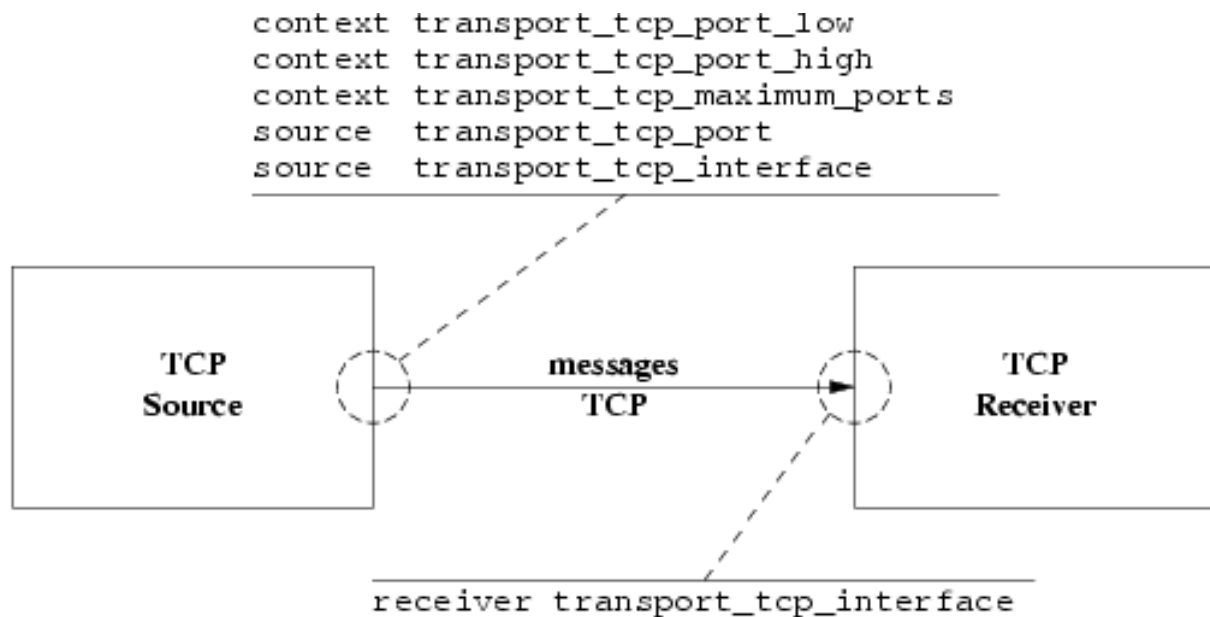 context transport_tcp_port_low
context transport_tcp_port_high
context transport_tcp_maximum_ports
source  transport_tcp_port
source  transport_tcp_interface
TCP
Source
messages
TCP
TCP
Receiver
receiver transport_tcp_interface